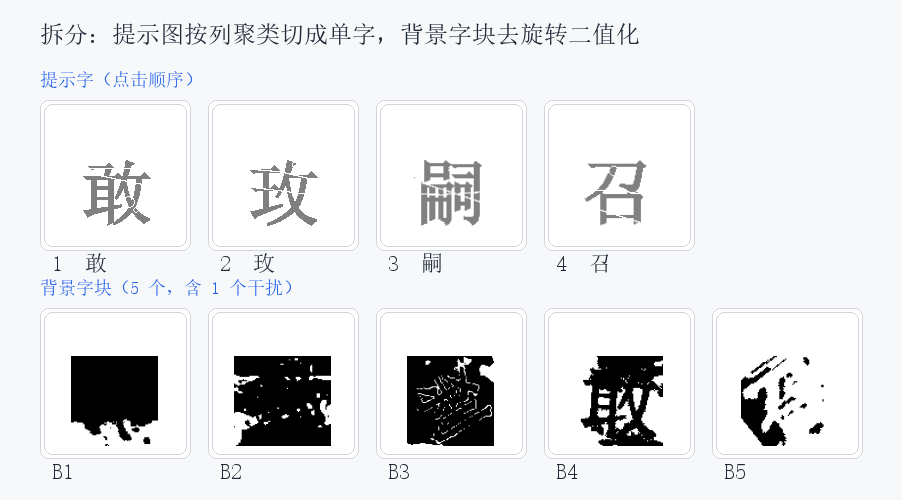 拆分: 提示图按列聚类切成单字, 背景字块去旋转二值化
提示字 (点击顺序)
敢 玫 嗣 召
1 敢 2 玫 3 嗣 4 召
背景字块 (5 个, 含 1 个干扰)
敢
B1 B2 B3 B4 B5